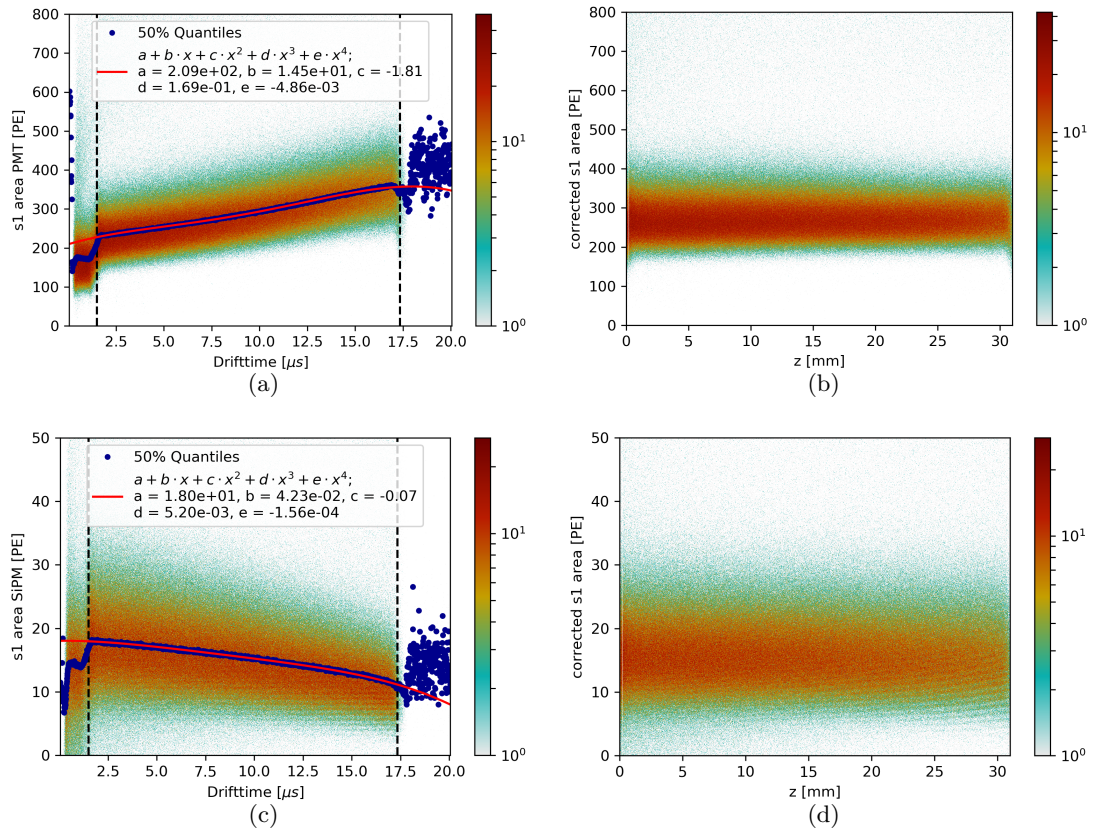 800
700
600
500
400
300
200
100
0
s1 area PMT [PE]
50% Quantiles
a + b · x + c · x² + d · x³ + e · x⁴;
a = 2.09e+02, b = 1.45e+01, c = -1.81
d = 1.69e-01, e = -4.86e-03
2.5 5.0 7.5 10.0 12.5 15.0 17.5 20.0
Drifttime [μs]
10¹
10⁰
(a)
800
700
600
500
400
300
200
100
0
corrected s1 area [PE]
0 5 10 15 20 25 30
z [mm]
10¹
10⁰
(b)
50
40
30
20
10
0
s1 area SiPM [PE]
50% Quantiles
a + b · x + c · x² + d · x³ + e · x⁴;
a = 1.80e+01, b = 4.23e-02, c = -0.07
d = 5.20e-03, e = -1.56e-04
2.5 5.0 7.5 10.0 12.5 15.0 17.5 20.0
Drifttime [μs]
10¹
10⁰
(c)
50
40
30
20
10
0
corrected s1 area [PE]
0 5 10 15 20 25 30
z [mm]
10¹
10⁰
(d)